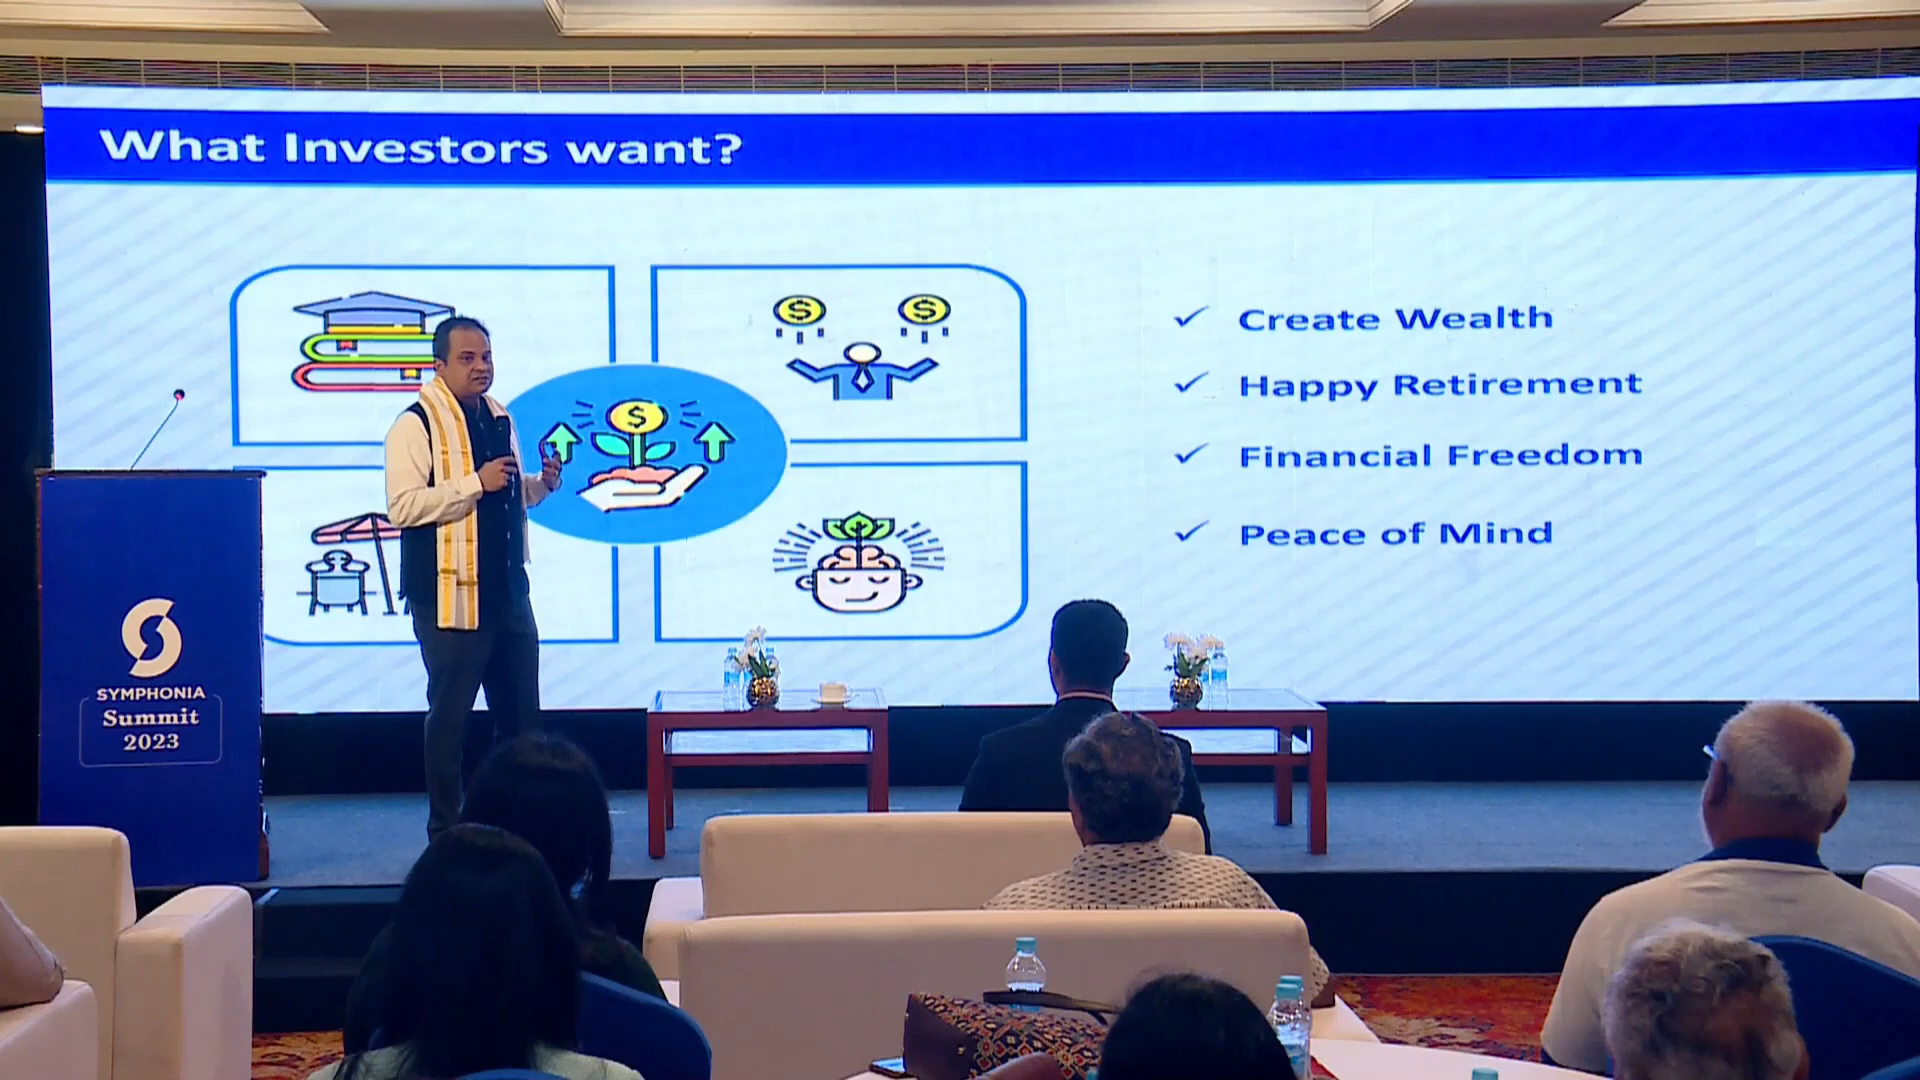 What Investors want?
$ $
$
Create Wealth
Happy Retirement
Financial Freedom
Peace of Mind
SYMPHONIA
Summit
2023